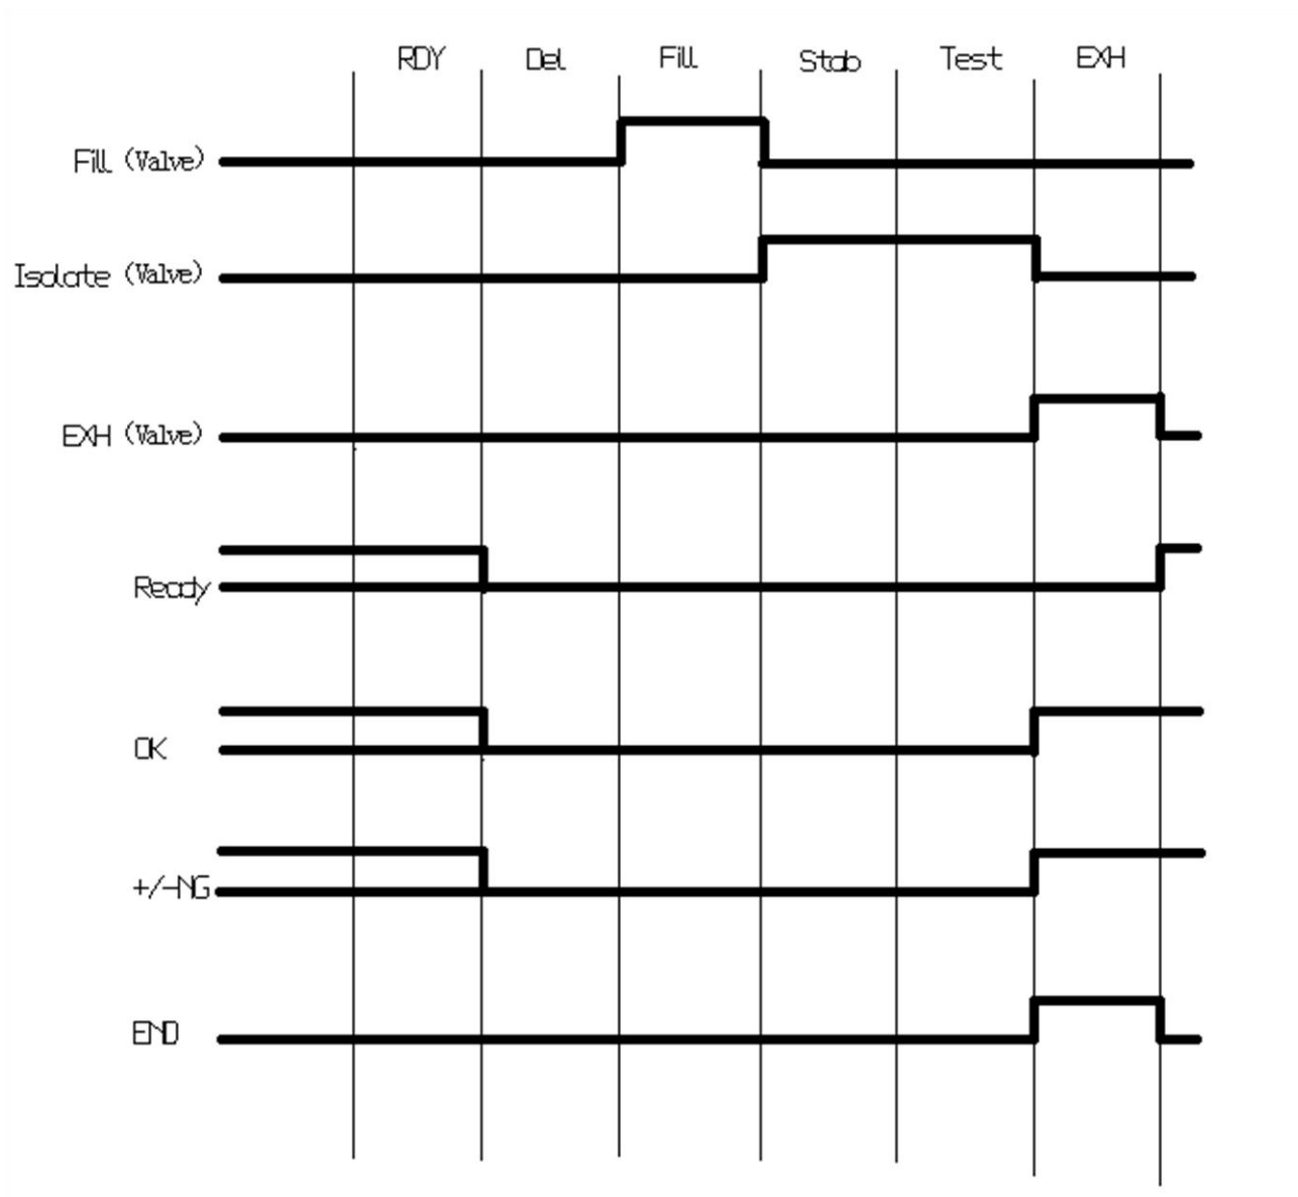 RDY Del Fill Stab Test EXH
Fill (Valve)
Isolate (Valve)
EXH (Valve)
Ready
OK
+/-NG
END